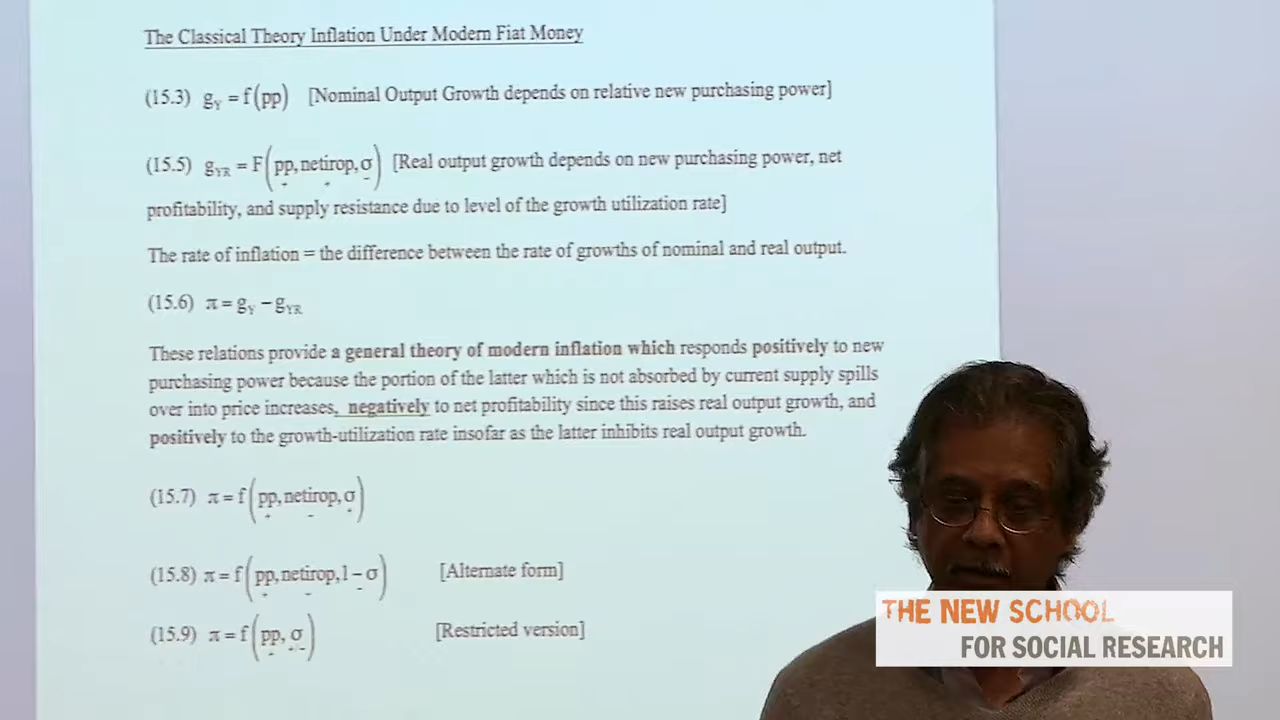 The Classical Theory Inflation Under Modern Fiat Money
(15.3) g_Y = f(pp) [Nominal Output Growth depends on relative new purchasing power]
(15.5) g_YR = F(pp, netirop, σ) [Real output growth depends on new purchasing power, net
+ + -
profitability, and supply resistance due to level of the growth utilization rate]
The rate of inflation = the difference between the rate of growths of nominal and real output.
(15.6) π = g_Y − g_YR
These relations provide a general theory of modern inflation which responds positively to new
purchasing power because the portion of the latter which is not absorbed by current supply spills
over into price increases, negatively to net profitability since this raises real output growth, and
positively to the growth-utilization rate insofar as the latter inhibits real output growth.
(15.7) π = f(pp, netirop, σ)
+ - +
(15.8) π = f(pp, netirop, 1 − σ) [Alternate form]
+ - -
(15.9) π = f(pp, σ) [Restricted version]
THE NEW SCHOOL
FOR SOCIAL RESEARCH